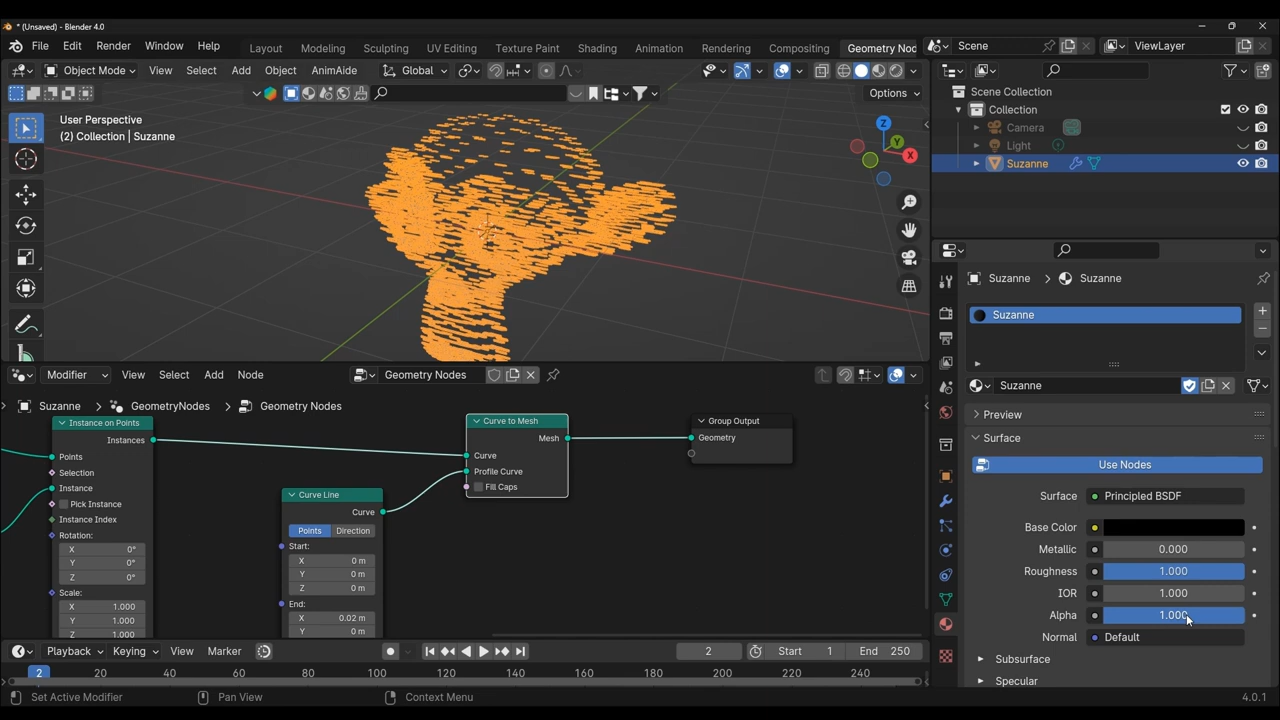 * (Unsaved) - Blender 4.0
File Edit Render Window Help Layout Modeling Sculpting UV Editing Texture Paint Shading Animation Rendering Compositing Geometry Nod Scene ViewLayer
Object Mode View Select Add Object AnimAide Global
Options
User Perspective
(2) Collection | Suzanne
Z
Y
X
Scene Collection
Collection
Camera
Light
Suzanne
Suzanne > Suzanne
Suzanne
Suzanne
Preview
Surface
Use Nodes
Surface Principled BSDF
Base Color
Metallic 0.000
Roughness 1.000
IOR 1.000
Alpha 1.000
Normal Default
Subsurface
Specular
Modifier View Select Add Node Geometry Nodes
Suzanne > GeometryNodes > Geometry Nodes
Instance on Points
Instances
Points
Selection
Instance
Pick Instance
Instance Index
Rotation:
X 0°
Y 0°
Z 0°
Scale:
X 1.000
Y 1.000
Z 1.000
Curve Line
Curve
Points Direction
Start:
X 0 m
Y 0 m
Z 0 m
End:
X 0.02 m
Y 0 m
Curve to Mesh
Mesh
Curve
Profile Curve
Fill Caps
Group Output
Geometry
Playback Keying View Marker 2 Start 1 End 250
2 20 40 60 80 100 120 140 160 180 200 220 240
Set Active Modifier Pan View Context Menu 4.0.1